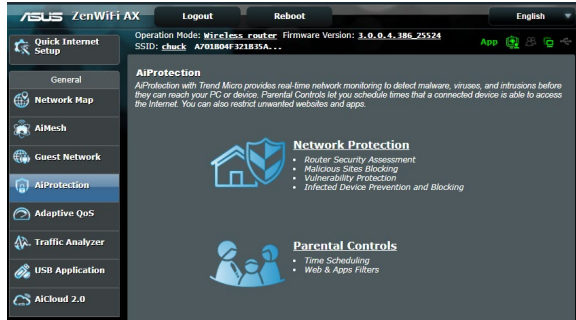 ASUS ZenWiFi AX Logout Reboot English
Quick Internet Setup
Operation Mode: Wireless router Firmware Version: 3.0.0.4.386_25524
SSID: chuck A701B04F321B35A...
App
General
Network Map
AiMesh
Guest Network
AiProtection
Adaptive QoS
Traffic Analyzer
USB Application
AiCloud 2.0
AiProtection
AiProtection with Trend Micro provides real-time network monitoring to detect malware, viruses, and intrusions before
they can reach your PC or device. Parental Controls let you schedule times that a connected device is able to access
the Internet. You can also restrict unwanted websites and apps.
Network Protection
• Router Security Assessment
• Malicious Sites Blocking
• Vulnerability Protection
• Infected Device Prevention and Blocking
Parental Controls
• Time Scheduling
• Web & Apps Filters